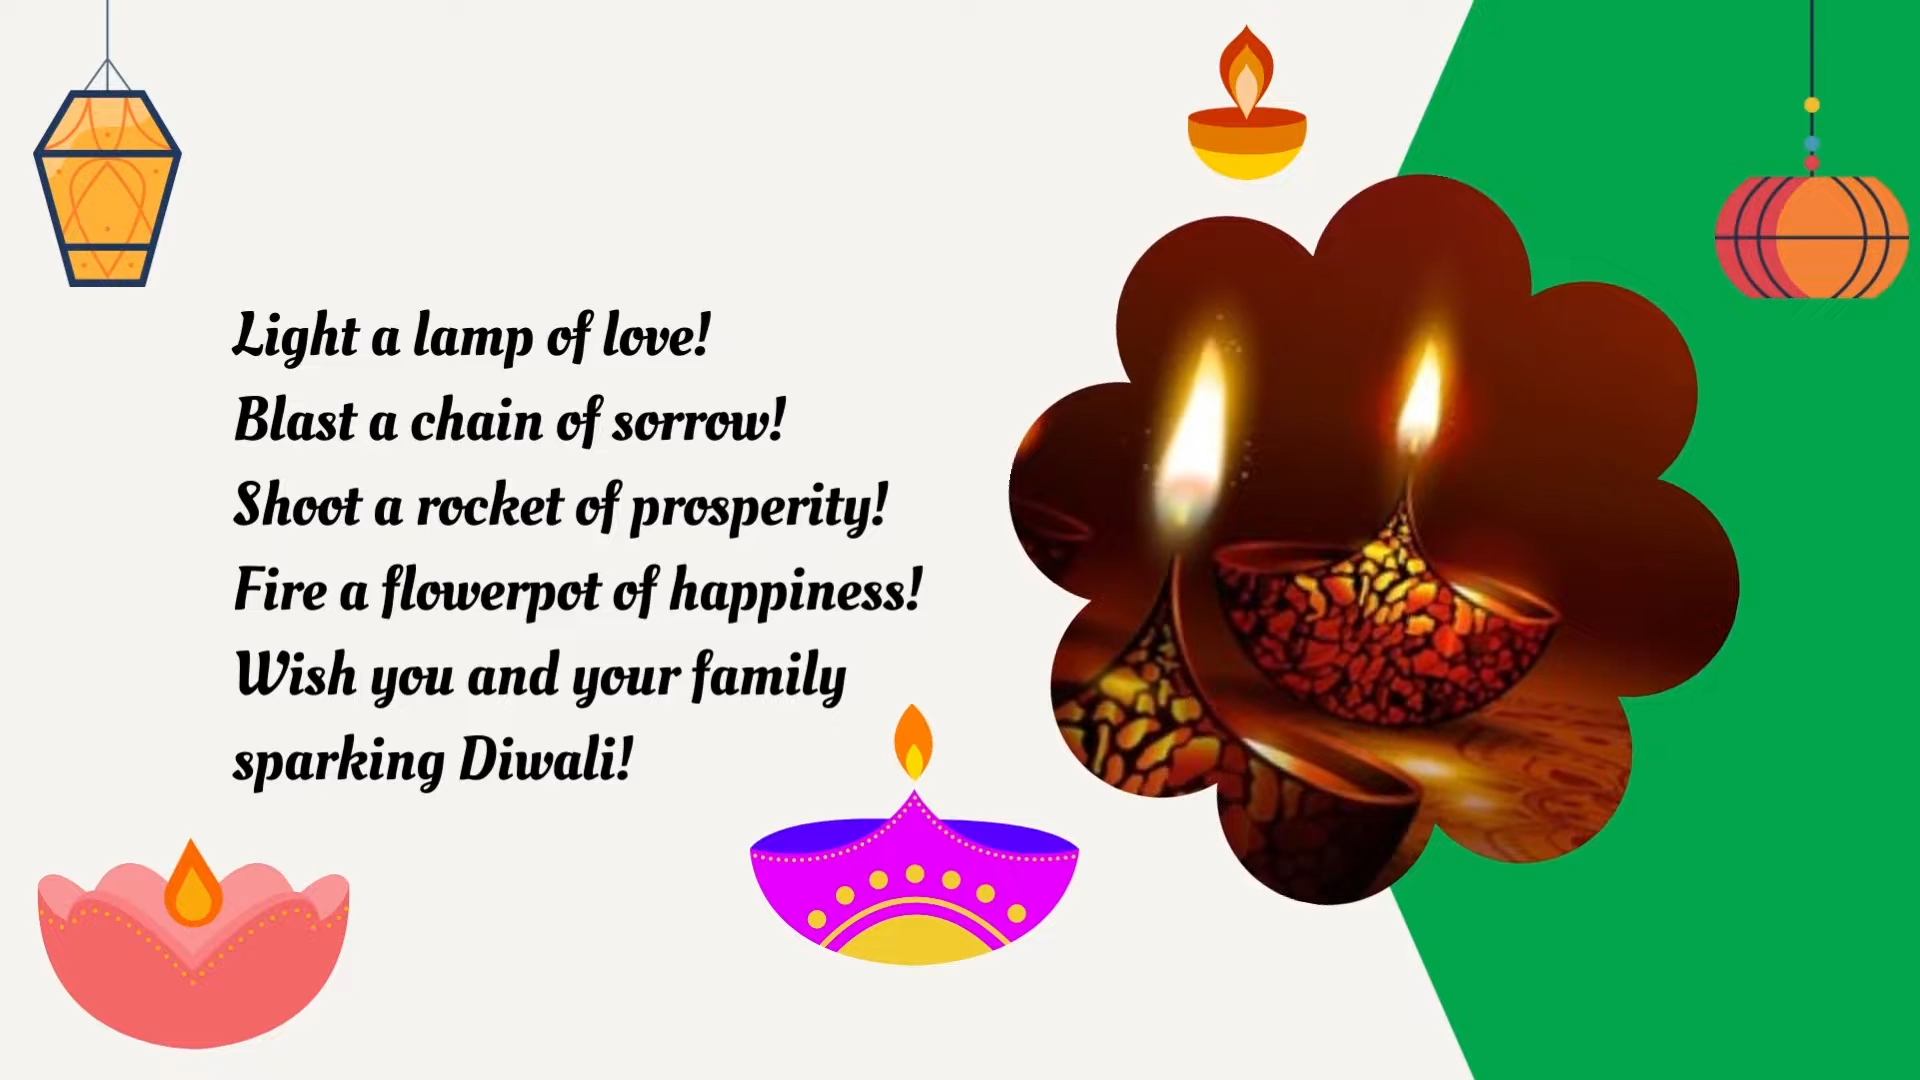 Light a lamp of love!
Blast a chain of sorrow!
Shoot a rocket of prosperity!
Fire a flowerpot of happiness!
Wish you and your family
sparking Diwali!